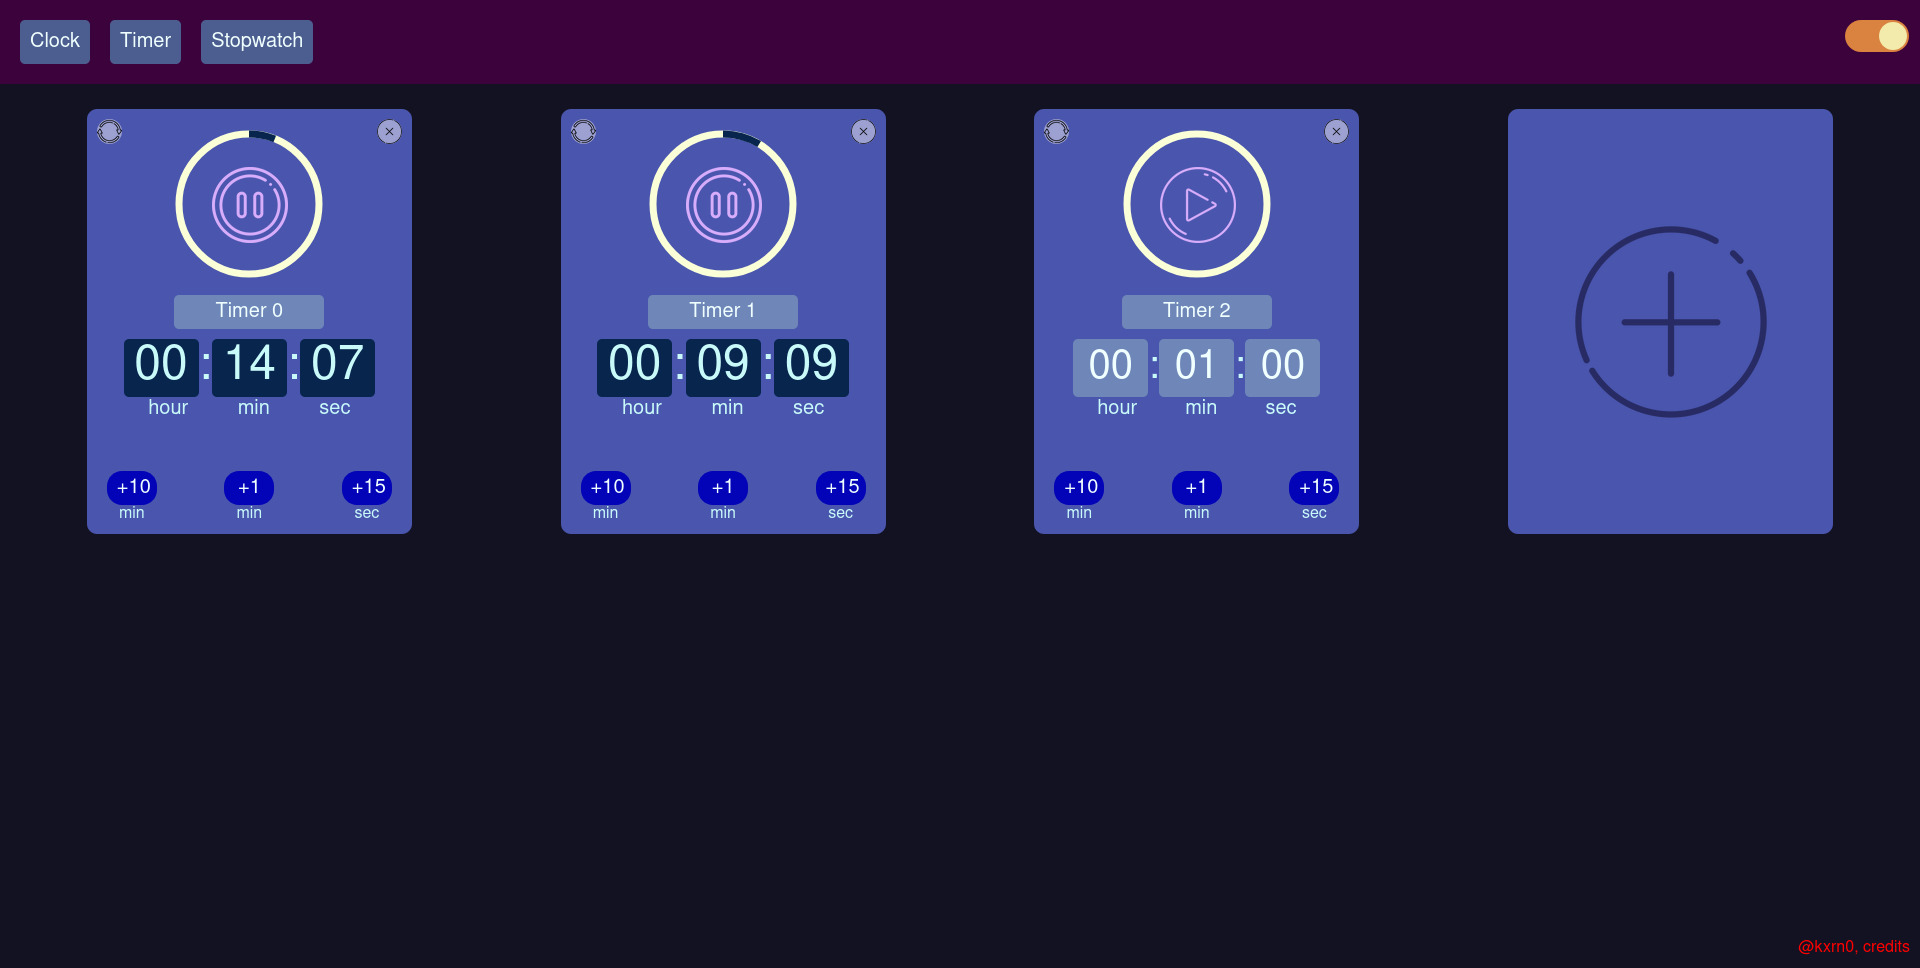 Clock Timer Stopwatch
Timer 0
00:14:07
hour min sec
+10 +1 +15
min min sec
Timer 1
00:09:09
hour min sec
+10 +1 +15
min min sec
Timer 2
00:01:00
hour min sec
+10 +1 +15
min min sec
@kxrn0, credits